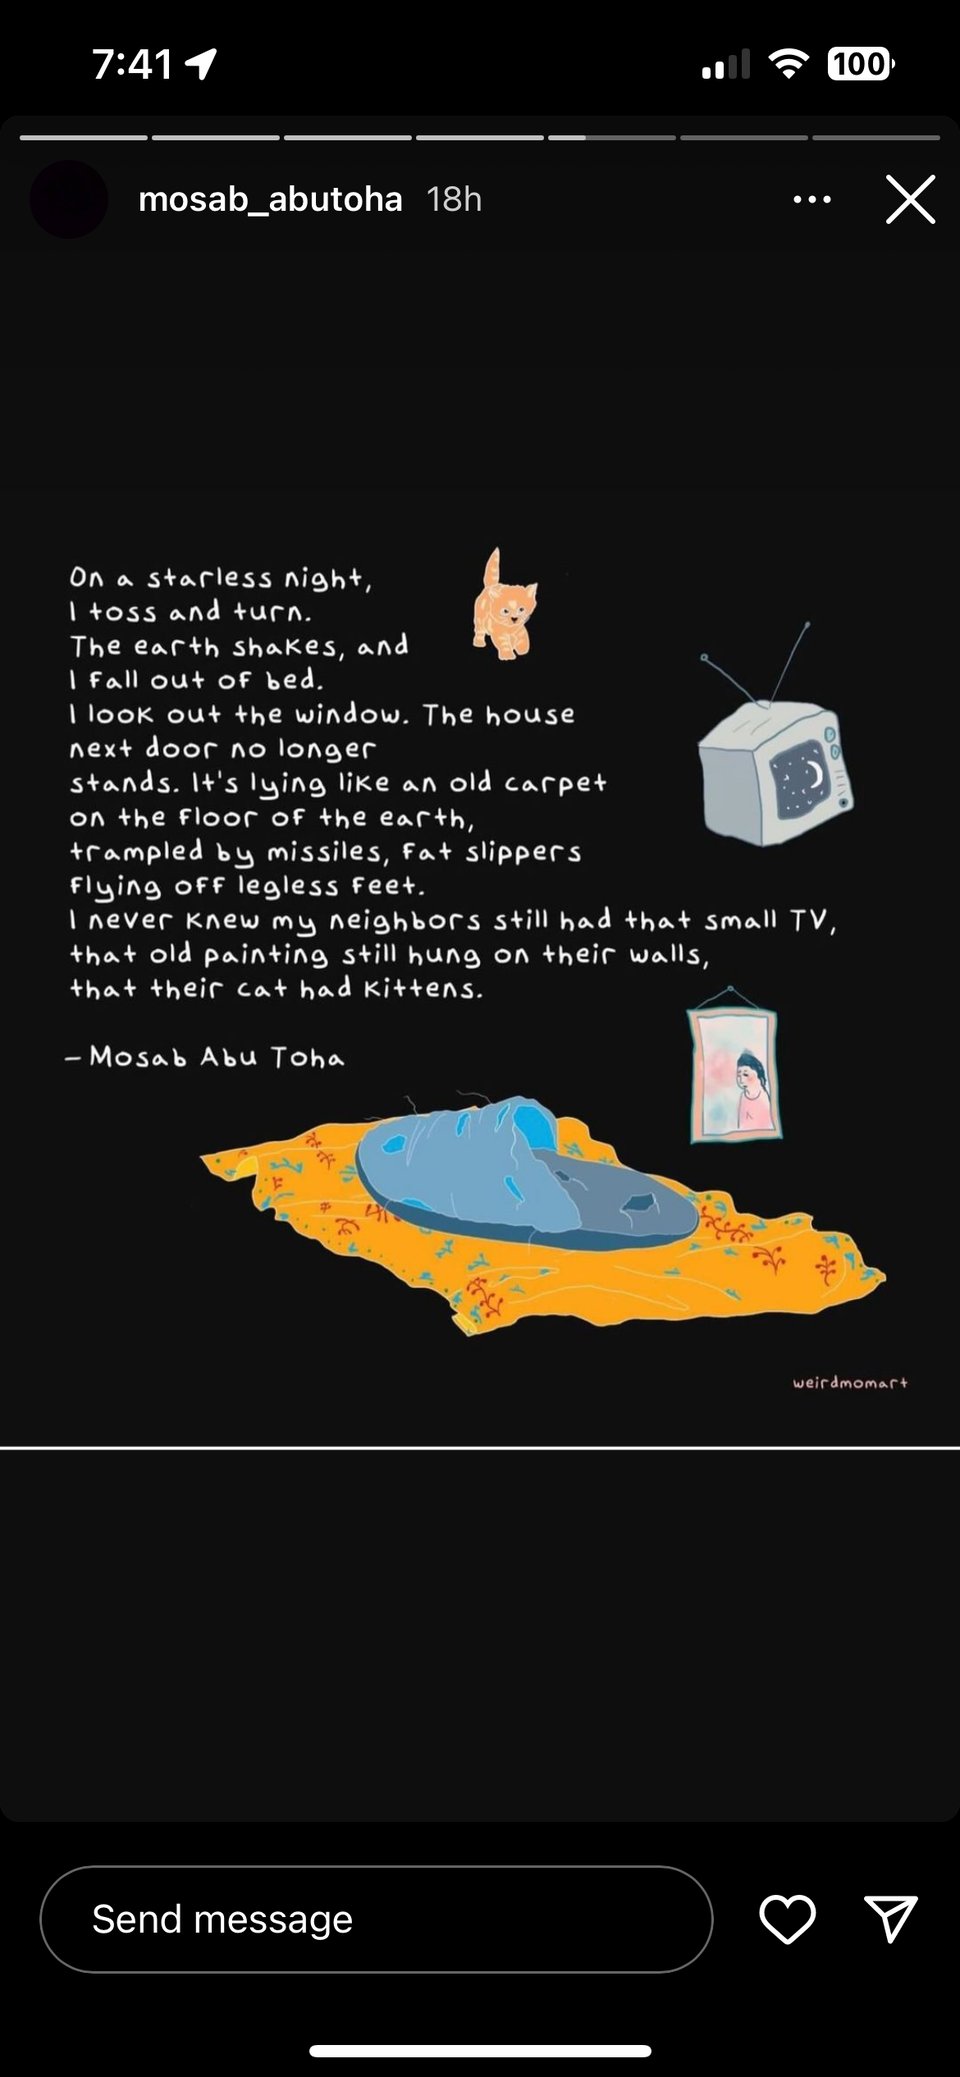 7:41
100
mosab_abutoha 18h
On a starless night,
I toss and turn.
The earth shakes, and
I fall out of bed.
I look out the window. The house
next door no longer
stands. It's lying like an old carpet
on the floor of the earth,
trampled by missiles, fat slippers
flying off legless feet.
I never knew my neighbors still had that small TV,
that old painting still hung on their walls,
that their cat had kittens.
– Mosab Abu Toha
weirdmomart
Send message